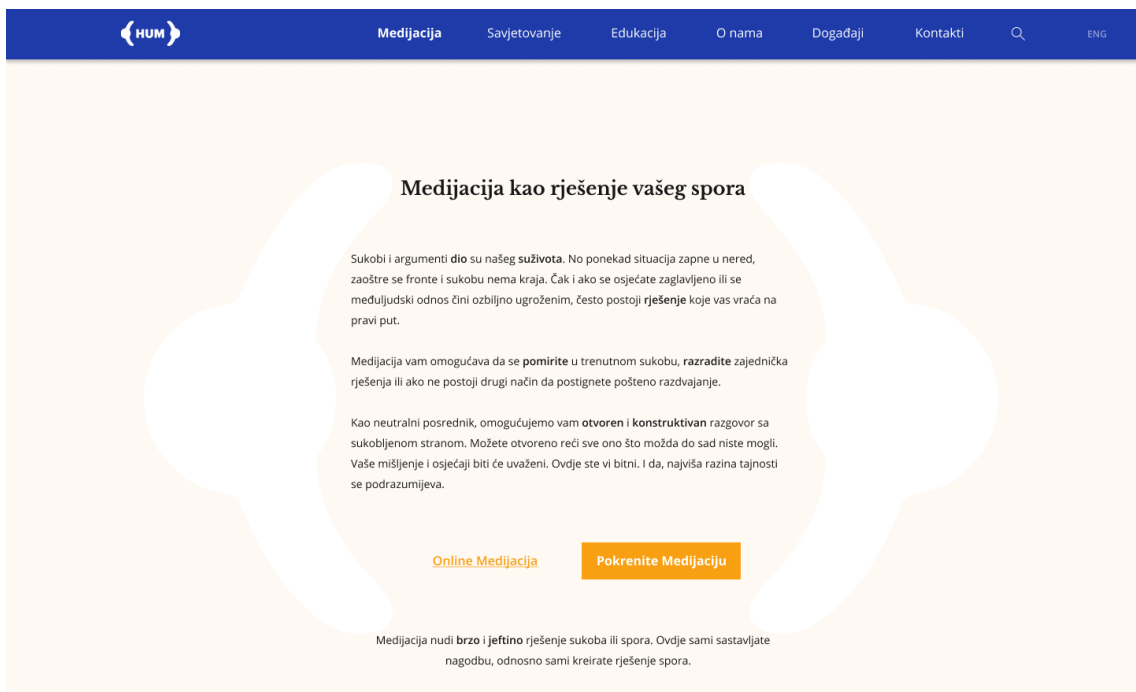 HUM
Medijacija Savjetovanje Edukacija O nama Događaji Kontakti ENG
Medijacija kao rješenje vašeg spora
Sukobi i argumenti dio su našeg suživota. No ponekad situacija zapne u nered,
zaoštre se fronte i sukobu nema kraja. Čak i ako se osjećate zaglavljeno ili se
međuljudski odnos čini ozbiljno ugroženim, često postoji rješenje koje vas vraća na
pravi put.
Medijacija vam omogućava da se pomirite u trenutnom sukobu, razradite zajednička
rješenja ili ako ne postoji drugi način da postignete pošteno razdvajanje.
Kao neutralni posrednik, omogućujemo vam otvoren i konstruktivan razgovor sa
sukobljenom stranom. Možete otvoreno reći sve ono što možda do sad niste mogli.
Vaše mišljenje i osjećaji biti će uvaženi. Ovdje ste vi bitni. I da, najviša razina tajnosti
se podrazumijeva.
Online Medijacija Pokrenite Medijaciju
Medijacija nudi brzo i jeftino rješenje sukoba ili spora. Ovdje sami sastavljate
nagodbu, odnosno sami kreirate rješenje spora.